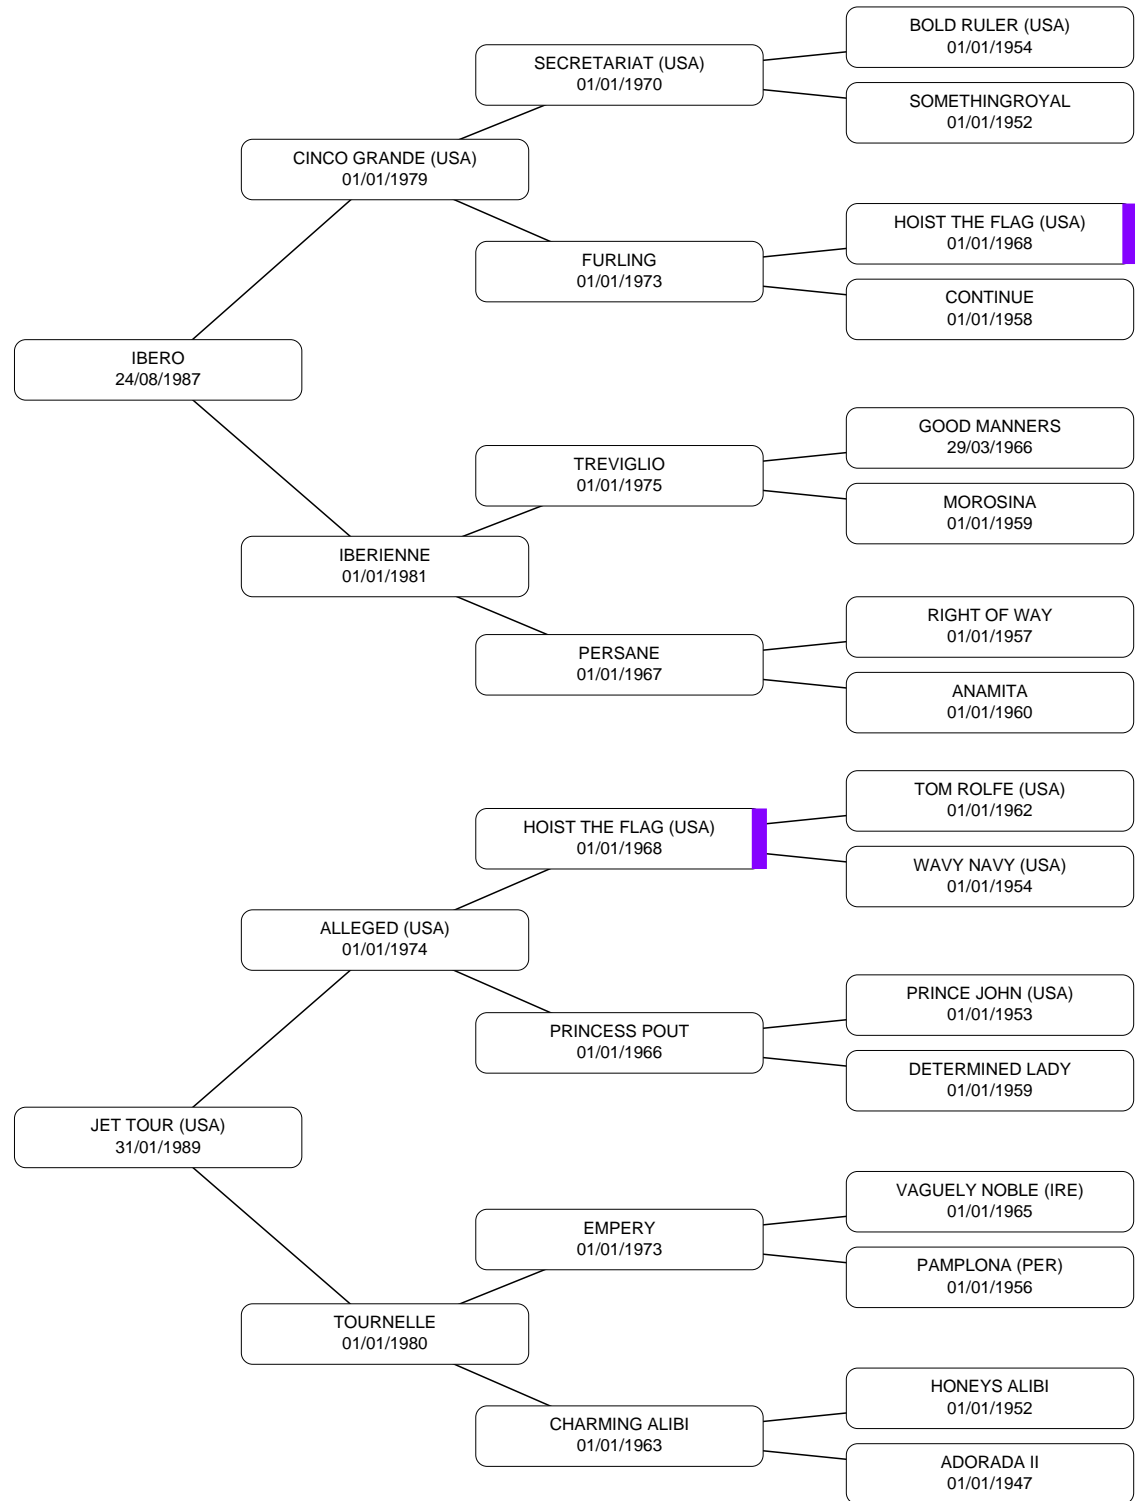 BOLD RULER (USA)
01/01/1954
SECRETARIAT (USA)
01/01/1970
SOMETHINGROYAL
01/01/1952
CINCO GRANDE (USA)
01/01/1979
HOIST THE FLAG (USA)
01/01/1968
FURLING
01/01/1973
CONTINUE
01/01/1958
IBERO
24/08/1987
GOOD MANNERS
29/03/1966
TREVIGLIO
01/01/1975
MOROSINA
01/01/1959
IBERIENNE
01/01/1981
RIGHT OF WAY
01/01/1957
PERSANE
01/01/1967
ANAMITA
01/01/1960
TOM ROLFE (USA)
01/01/1962
HOIST THE FLAG (USA)
01/01/1968
WAVY NAVY (USA)
01/01/1954
ALLEGED (USA)
01/01/1974
PRINCE JOHN (USA)
01/01/1953
PRINCESS POUT
01/01/1966
DETERMINED LADY
01/01/1959
JET TOUR (USA)
31/01/1989
VAGUELY NOBLE (IRE)
01/01/1965
EMPERY
01/01/1973
PAMPLONA (PER)
01/01/1956
TOURNELLE
01/01/1980
HONEYS ALIBI
01/01/1952
CHARMING ALIBI
01/01/1963
ADORADA II
01/01/1947